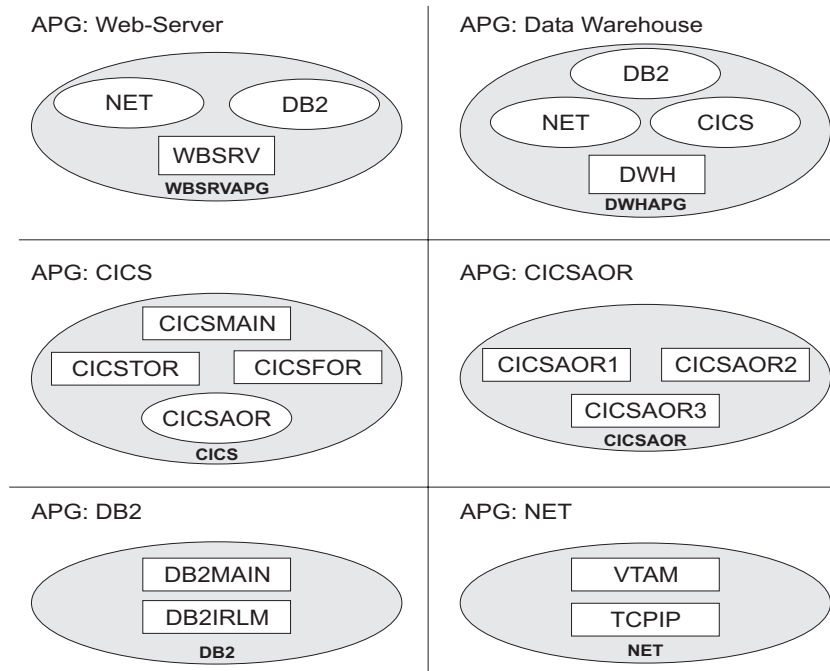 APG: Web-Server
NET
DB2
WBSRV
WBSRVAPG
APG: Data Warehouse
DB2
NET
CICS
DWH
DWHAPG
APG: CICS
CICSMAIN
CICSTOR
CICSFOR
CICSAOR
CICS
APG: CICSAOR
CICSAOR1
CICSAOR2
CICSAOR3
CICSAOR
APG: DB2
DB2MAIN
DB2IRLM
DB2
APG: NET
VTAM
TCPIP
NET